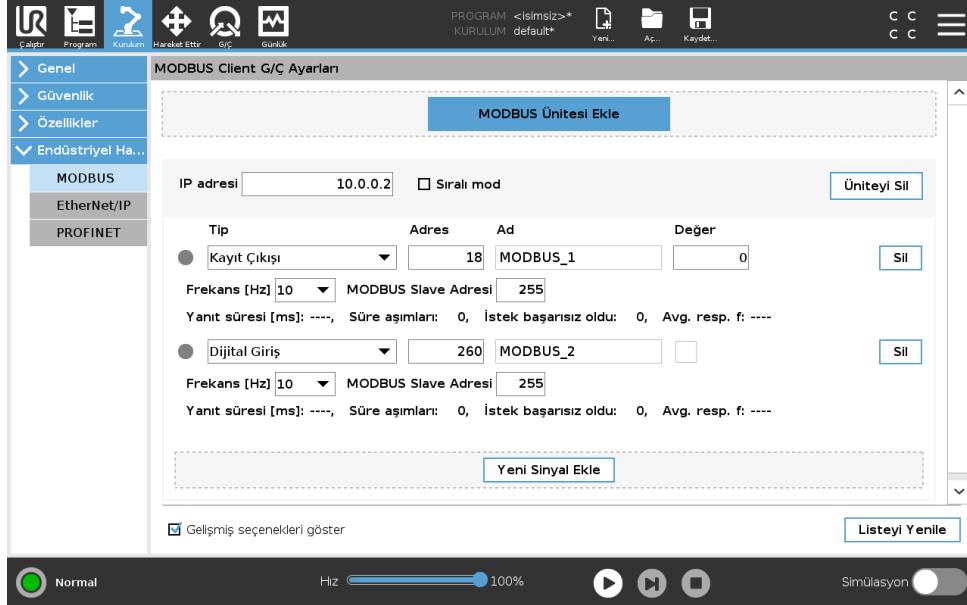 UR
PROGRAM <isimsiz>*
KURULUM default*
Çalıştır Program Kurulum Hareket Ettir G/Ç Günlük Yeni... Aç... Kaydet...
C C
C C
Genel
Güvenlik
Özellikler
Endüstriyel Ha...
MODBUS
EtherNet/IP
PROFINET
MODBUS Client G/Ç Ayarları
MODBUS Ünitesi Ekle
IP adresi 10.0.0.2 Sıralı mod Üniteyi Sil
Tip Adres Ad Değer
Kayıt Çıkışı 18 MODBUS_1 0 Sil
Frekans [Hz] 10 MODBUS Slave Adresi 255
Yanıt süresi [ms]: ----, Süre aşımları: 0, İstek başarısız oldu: 0, Avg. resp. f: ----
Dijital Giriş 260 MODBUS_2 Sil
Frekans [Hz] 10 MODBUS Slave Adresi 255
Yanıt süresi [ms]: ----, Süre aşımları: 0, İstek başarısız oldu: 0, Avg. resp. f: ----
Yeni Sinyal Ekle
Gelişmiş seçenekleri göster Listeyi Yenile
Normal Hız 100% Simülasyon